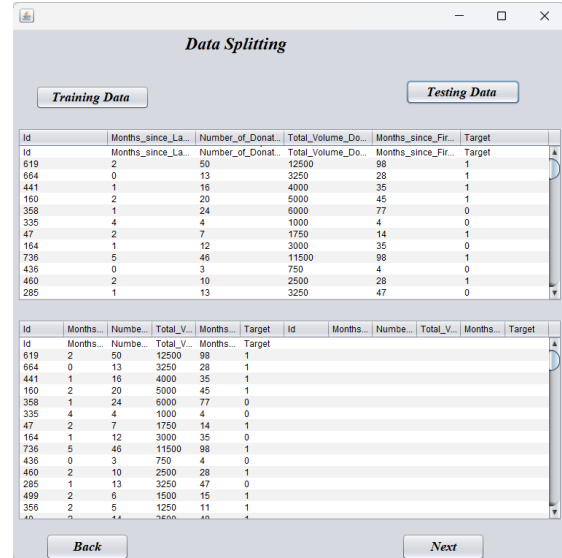 Data Splitting
Training Data Testing Data
Id Months_since_La... Number_of_Donat... Total_Volume_Do... Months_since_Fir... Target
Id Months_since_La... Number_of_Donat... Total_Volume_Do... Months_since_Fir... Target
619 2 50 12500 98 1
664 0 13 3250 28 1
441 1 16 4000 35 1
160 2 20 5000 45 1
358 1 24 6000 77 0
335 4 4 1000 4 0
47 2 7 1750 14 1
164 1 12 3000 35 0
736 5 46 11500 98 1
436 0 3 750 4 0
460 2 10 2500 28 1
285 1 13 3250 47 0
Id Months... Numbe... Total_V... Months... Target Id Months... Numbe... Total_V... Months... Target
Id Months... Numbe... Total_V... Months... Target
619 2 50 12500 98 1
664 0 13 3250 28 1
441 1 16 4000 35 1
160 2 20 5000 45 1
358 1 24 6000 77 0
335 4 4 1000 4 0
47 2 7 1750 14 1
164 1 12 3000 35 0
736 5 46 11500 98 1
436 0 3 750 4 0
460 2 10 2500 28 1
285 1 13 3250 47 0
499 2 6 1500 15 1
356 2 5 1250 11 1
Back Next